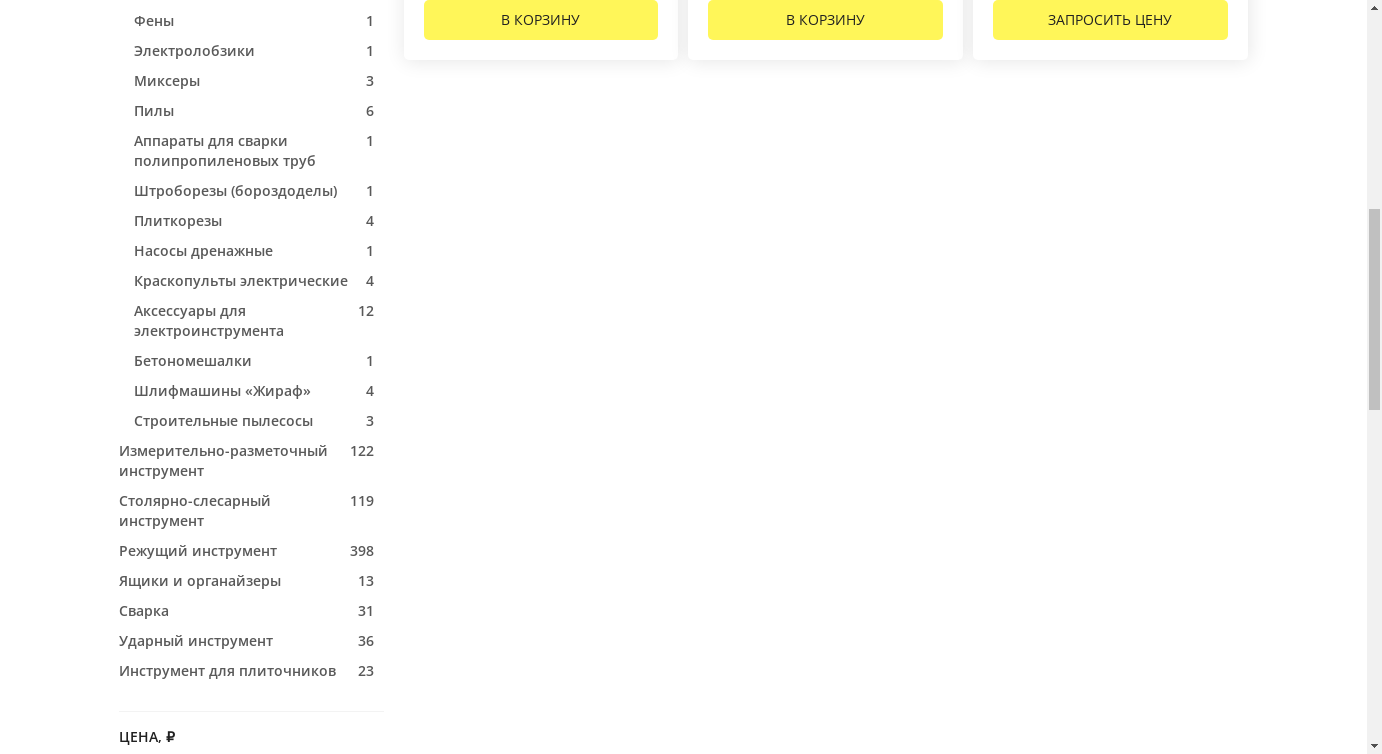 Фены 1
Электролобзики 1
Миксеры 3
Пилы 6
Аппараты для сварки 1
полипропиленовых труб
Штроборезы (бороздоделы) 1
Плиткорезы 4
Насосы дренажные 1
Краскопульты электрические 4
Аксессуары для 12
электроинструмента
Бетономешалки 1
Шлифмашины «Жираф» 4
Строительные пылесосы 3
Измерительно-разметочный 122
инструмент
Столярно-слесарный 119
инструмент
Режущий инструмент 398
Ящики и органайзеры 13
Сварка 31
Ударный инструмент 36
Инструмент для плиточников 23
ЦЕНА, ₽
В КОРЗИНУ
В КОРЗИНУ
ЗАПРОСИТЬ ЦЕНУ